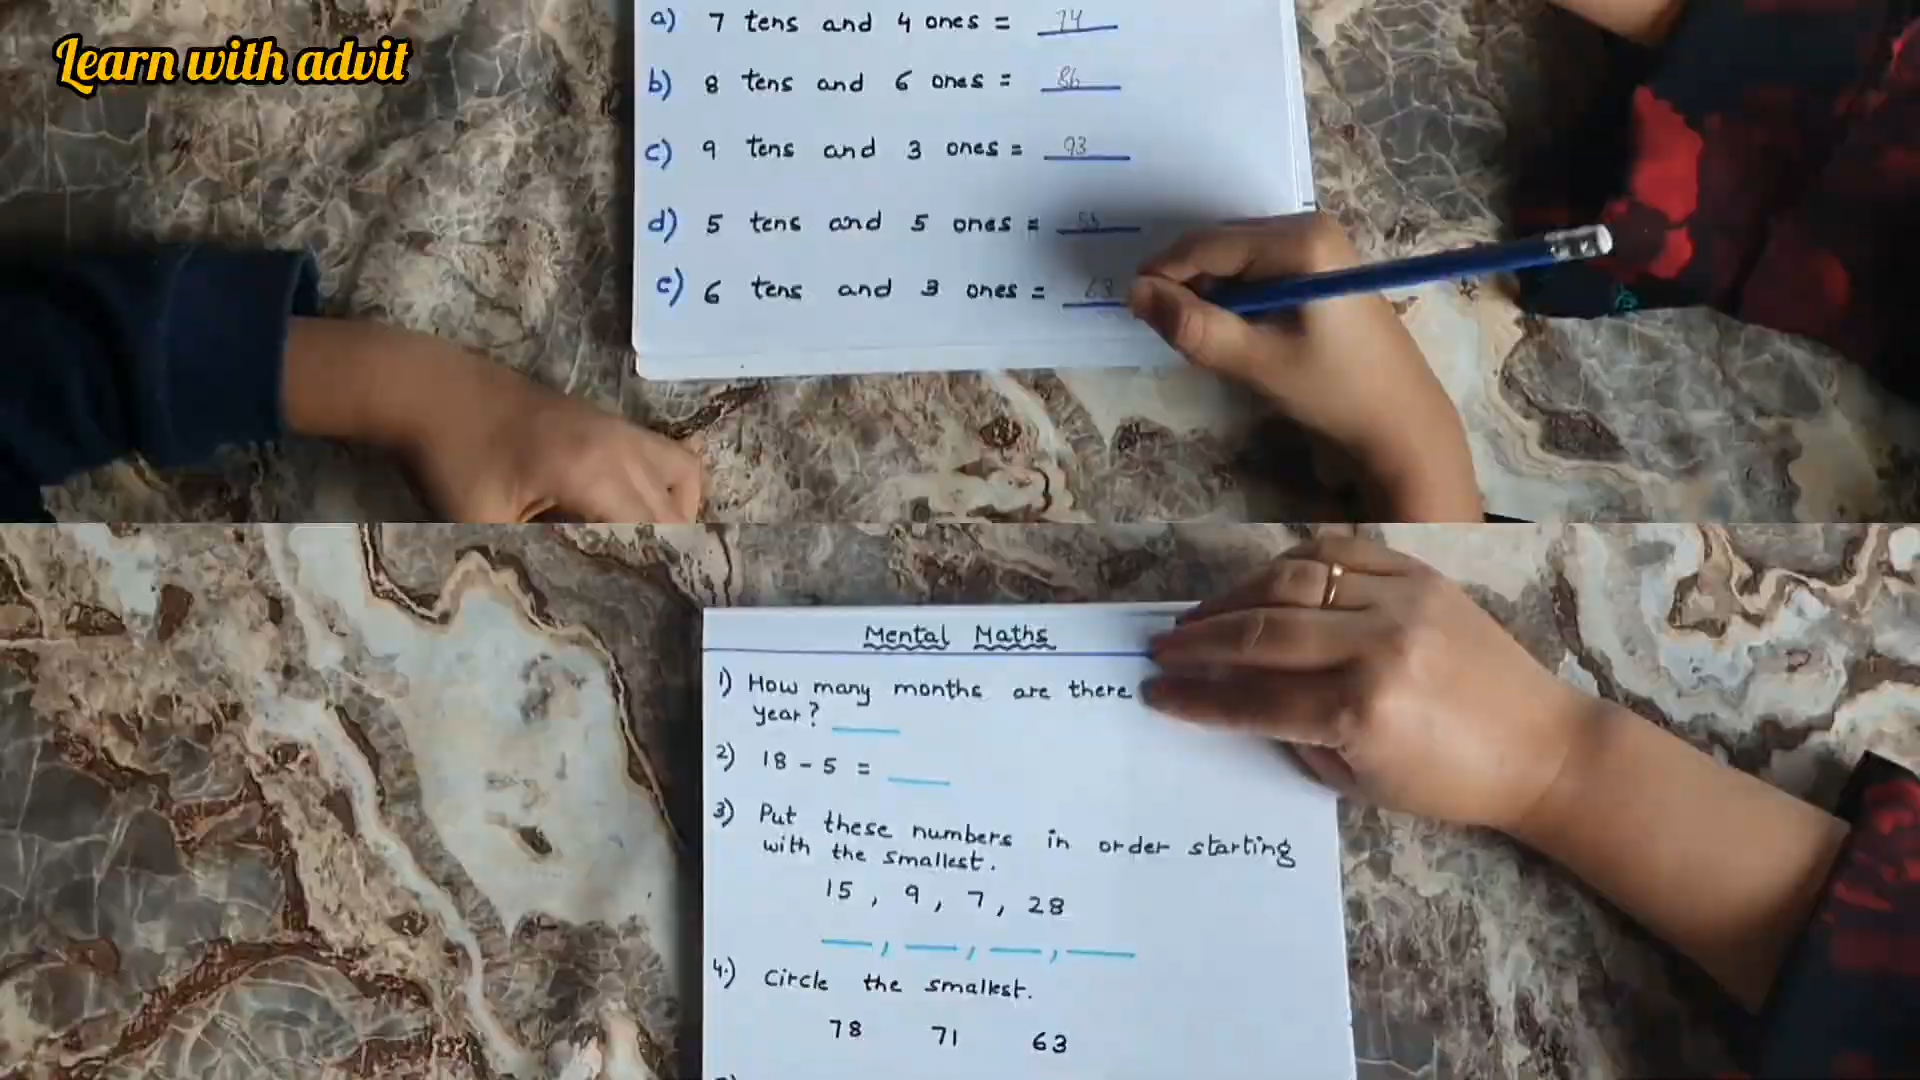 Learn with advit
a) 7 tens and 4 ones = 74
b) 8 tens and 6 ones = 86
c) 9 tens and 3 ones = 93
d) 5 tens and 5 ones = 55
c) 6 tens and 3 ones = 63
Mental Maths
1) How many months are there
year?
2) 18 - 5 =
3) Put these numbers in order starting
with the smallest.
15, 9, 7, 28
4.) Circle the smallest.
78 71 63